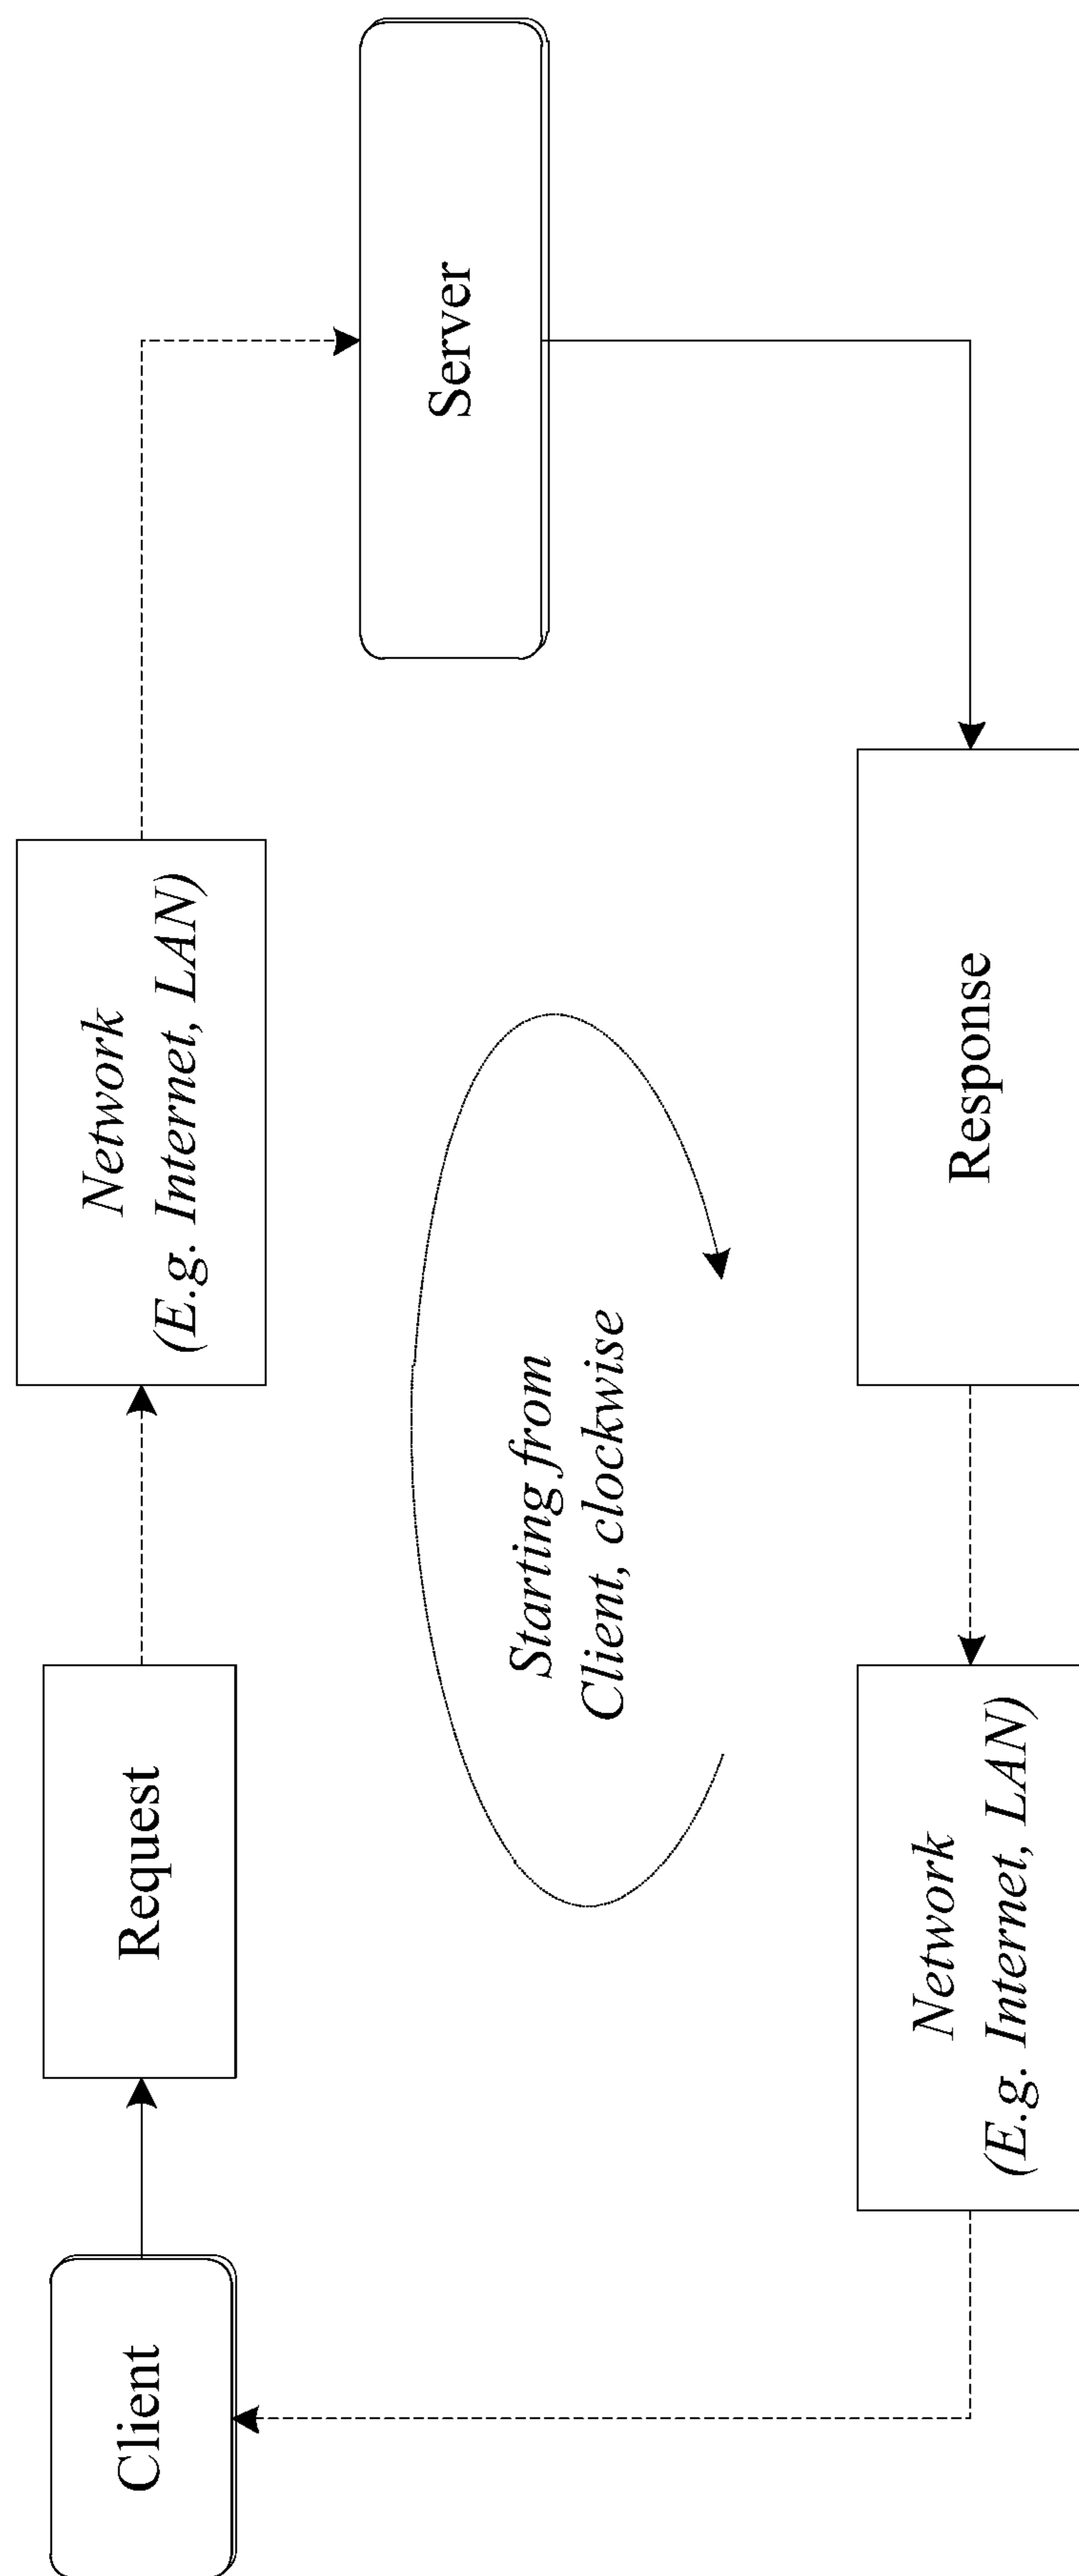 Client
Request
Network
(E.g. Internet, LAN)
Server
Starting from
Client, clockwise
Response
Network
(E.g. Internet, LAN)